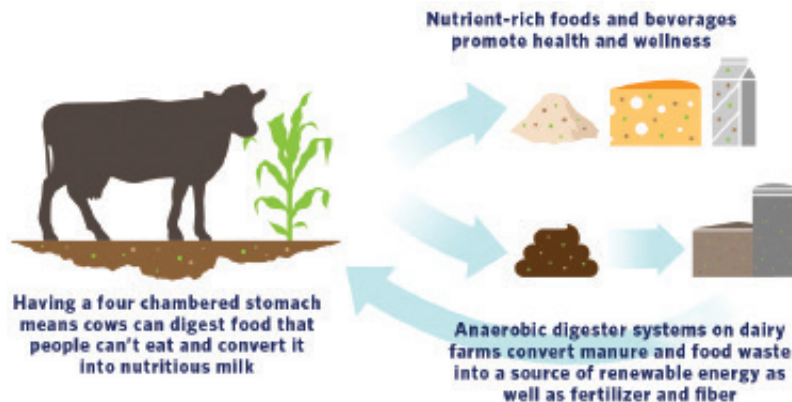 Nutrient-rich foods and beverages
promote health and wellness
Having a four chambered stomach
means cows can digest food that
people can't eat and convert it
into nutritious milk
Anaerobic digester systems on dairy
farms convert manure and food waste
into a source of renewable energy as
well as fertilizer and fiber